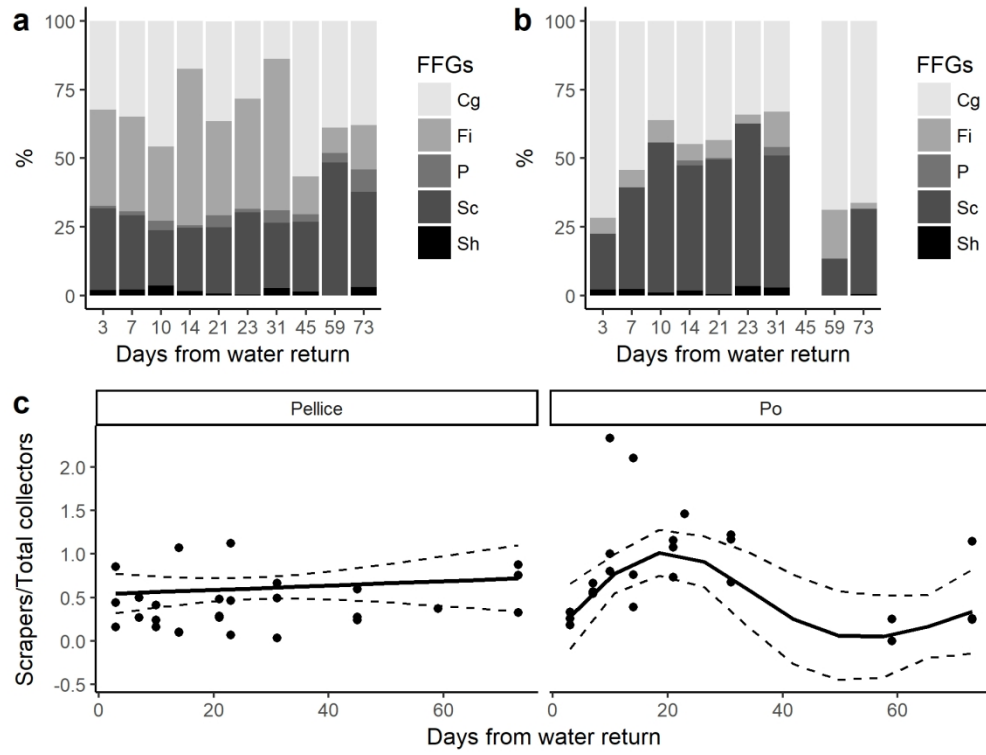 a
100
75
50
25
0
%
3 7 10 14 21 23 31 45 59 73
Days from water return
FFGs
Cg
Fi
P
Sc
Sh
b
100
75
50
25
0
%
3 7 10 14 21 23 31 45 59 73
Days from water return
FFGs
Cg
Fi
P
Sc
Sh
c
Pellice
Po
Scrapers/Total collectors
2.0
1.5
1.0
0.5
0.0
-0.5
0 20 40 60
0 20 40 60
Days from water return